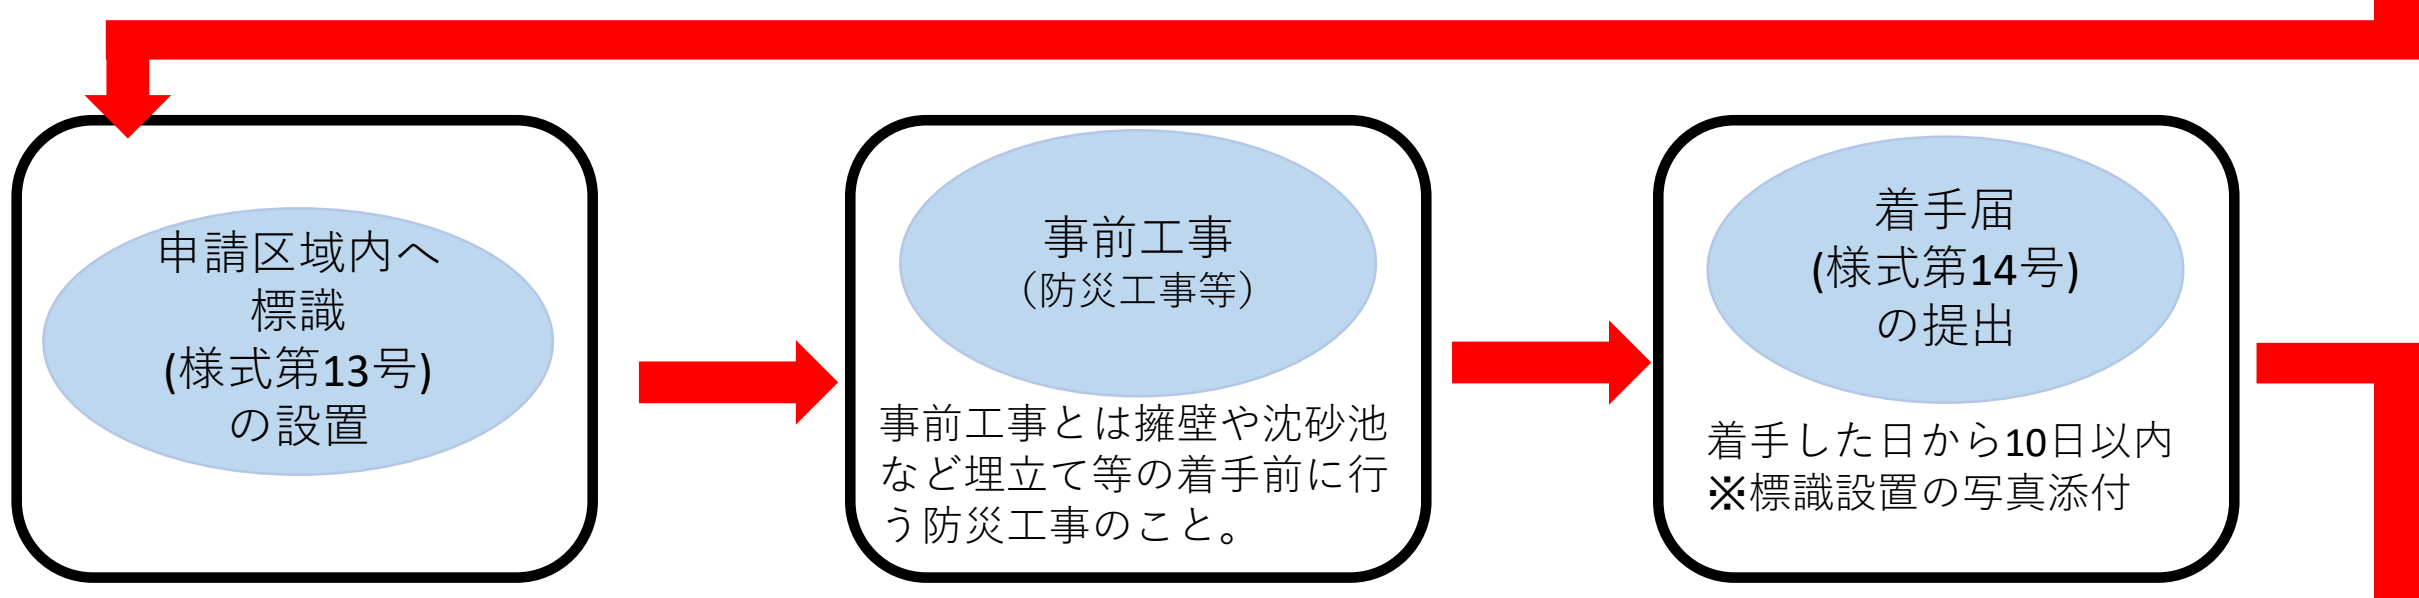 申請区域内へ
標識
(様式第13号)
の設置
事前工事
（防災工事等）
事前工事とは擁壁や沈砂池
など埋立て等の着手前に行
う防災工事のこと。
着手届
(様式第14号)
の提出
着手した日から10日以内
※標識設置の写真添付